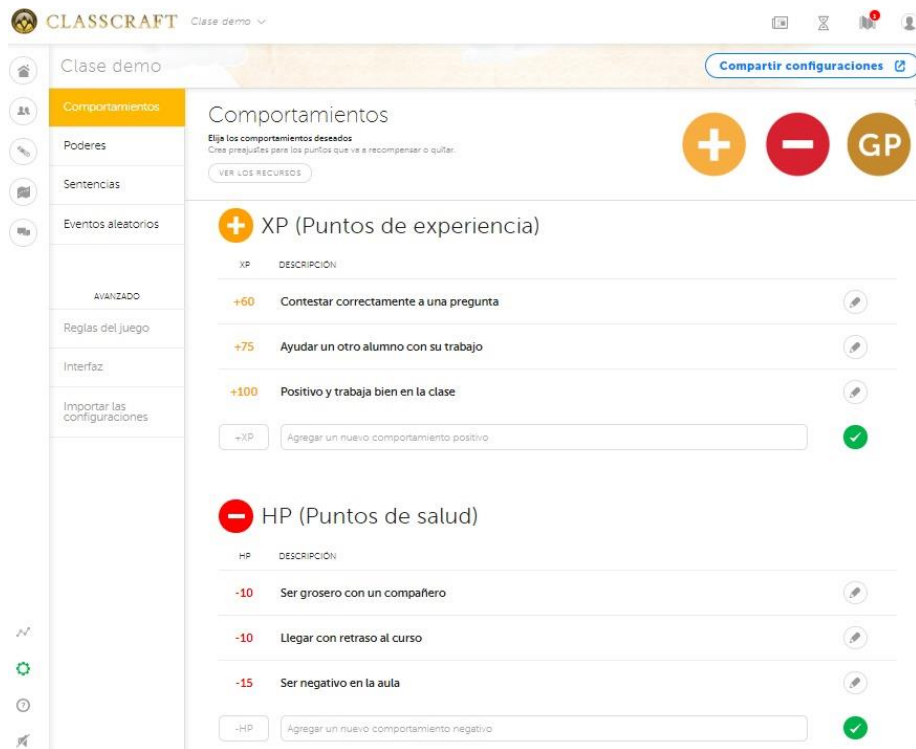 CLASSCRAFT Clase demo
1
Clase demo
Compartir configuraciones
Comportamientos
Poderes
Sentencias
Eventos aleatorios
AVANZADO
Reglas del juego
Interfaz
Importar las
configuraciones
Comportamientos
Elija los comportamientos deseados
Crea preajustes para los puntos que va a recompensar o quitar.
VER LOS RECURSOS
GP
XP (Puntos de experiencia)
XP DESCRIPCIÓN
+60 Contestar correctamente a una pregunta
+75 Ayudar un otro alumno con su trabajo
+100 Positivo y trabaja bien en la clase
+XP Agregar un nuevo comportamiento positivo
HP (Puntos de salud)
HP DESCRIPCIÓN
-10 Ser grosero con un compañero
-10 Llegar con retraso al curso
-15 Ser negativo en la aula
-HP Agregar un nuevo comportamiento negativo